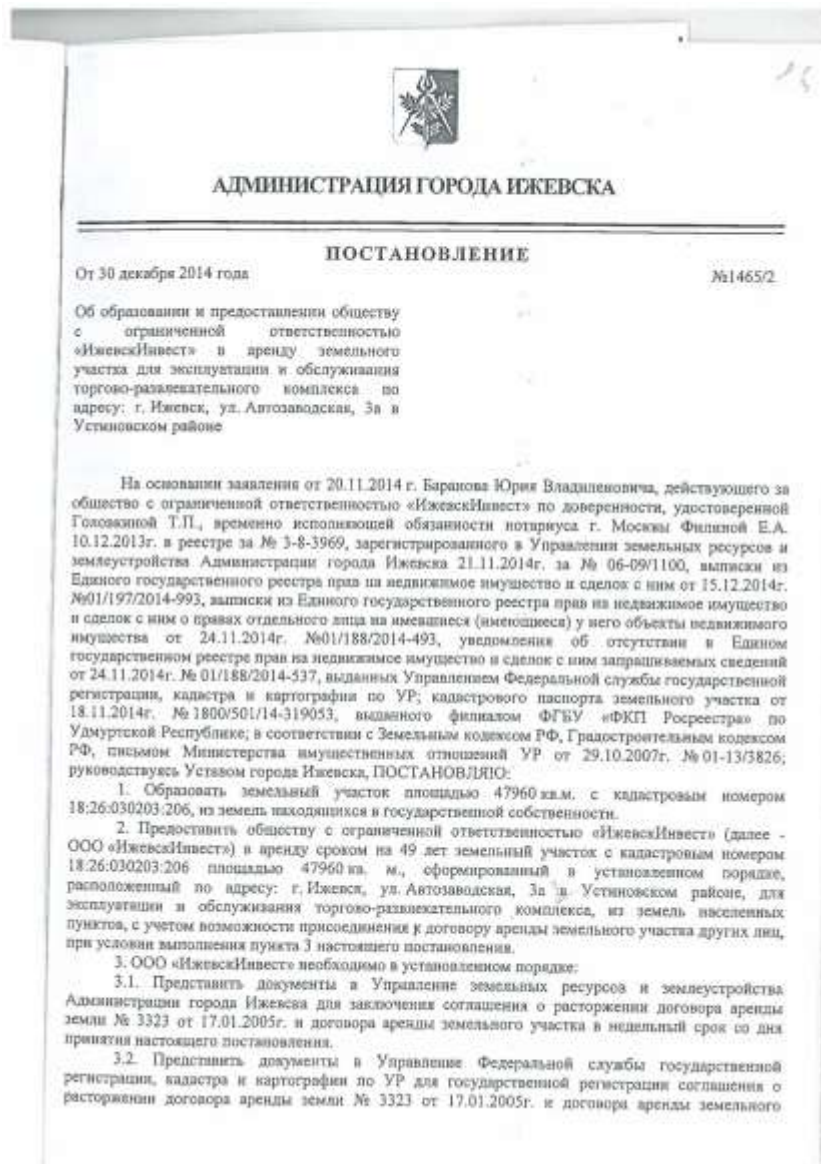 АДМИНИСТРАЦИЯ ГОРОДА ИЖЕВСКА
ПОСТАНОВЛЕНИЕ
От 30 декабря 2014 года
№1465/2
Об образовании и предоставлении обществу
с ограниченной ответственностью
«ИжевскИнвест» в аренду земельного
участка для эксплуатации и обслуживания
торгово-развлекательного комплекса по
адресу: г. Ижевск, ул. Автозаводская, 3а в
Устиновском районе
На основании заявления от 20.11.2014 г. Баранова Юрия Владиленовича, действующего за
общество с ограниченной ответственностью «ИжевскИнвест» по доверенности, удостоверенной
Головкиной Т.П., временно исполняющей обязанности нотариуса г. Москвы Филиной Е.А.
10.12.2013г. в реестре за № 3-8-3969, зарегистрированного в Управлении земельных ресурсов и
землеустройства Администрации города Ижевска 21.11.2014г. за № 06-09/1100, выписки из
Единого государственного реестра прав на недвижимое имущество и сделок с ним от 15.12.2014г.
№01/197/2014-993, выписки из Единого государственного реестра прав на недвижимое имущество
и сделок с ним о правах отдельного лица на имевшиеся (имеющиеся) у него объекты недвижимого
имущества от 24.11.2014г. №01/188/2014-493, уведомления об отсутствии в Едином
государственном реестре прав на недвижимое имущество и сделок с ним запрашиваемых сведений
от 24.11.2014г. № 01/188/2014-537, выданных Управлением Федеральной службы государственной
регистрации, кадастра и картографии по УР; кадастрового паспорта земельного участка от
18.11.2014г. № 1800/501/14-319053, выданного филиалом ФГБУ «ФКП Росреестра» по
Удмуртской Республике; в соответствии с Земельным кодексом РФ, Градостроительным кодексом
РФ, письмом Министерства имущественных отношений УР от 29.10.2007г. № 01-13/3826;
руководствуясь Уставом города Ижевска, ПОСТАНОВЛЯЮ:
1. Образовать земельный участок площадью 47960 кв.м. с кадастровым номером
18:26:030203:206, из земель находящихся в государственной собственности.
2. Предоставить обществу с ограниченной ответственностью «ИжевскИнвест» (далее -
ООО «ИжевскИнвест») в аренду сроком на 49 лет земельный участок с кадастровым номером
18:26:030203:206 площадью 47960 кв. м., сформированный в установленном порядке,
расположенный по адресу: г. Ижевск, ул. Автозаводская, 3а в Устиновском районе, для
эксплуатации и обслуживания торгово-развлекательного комплекса, из земель населенных
пунктов, с учетом возможности присоединения к договору аренды земельного участка других лиц,
при условии выполнения пункта 3 настоящего постановления.
3. ООО «ИжевскИнвест» необходимо в установленном порядке:
3.1. Представить документы в Управление земельных ресурсов и землеустройства
Администрации города Ижевска для заключения соглашения о расторжении договора аренды
земли № 3323 от 17.01.2005г. и договора аренды земельного участка в недельный срок со дня
принятия настоящего постановления.
3.2. Представить документы в Управление Федеральной службы государственной
регистрации, кадастра и картографии по УР для государственной регистрации соглашения о
расторжении договора аренды земли № 3323 от 17.01.2005г. и договора аренды земельного